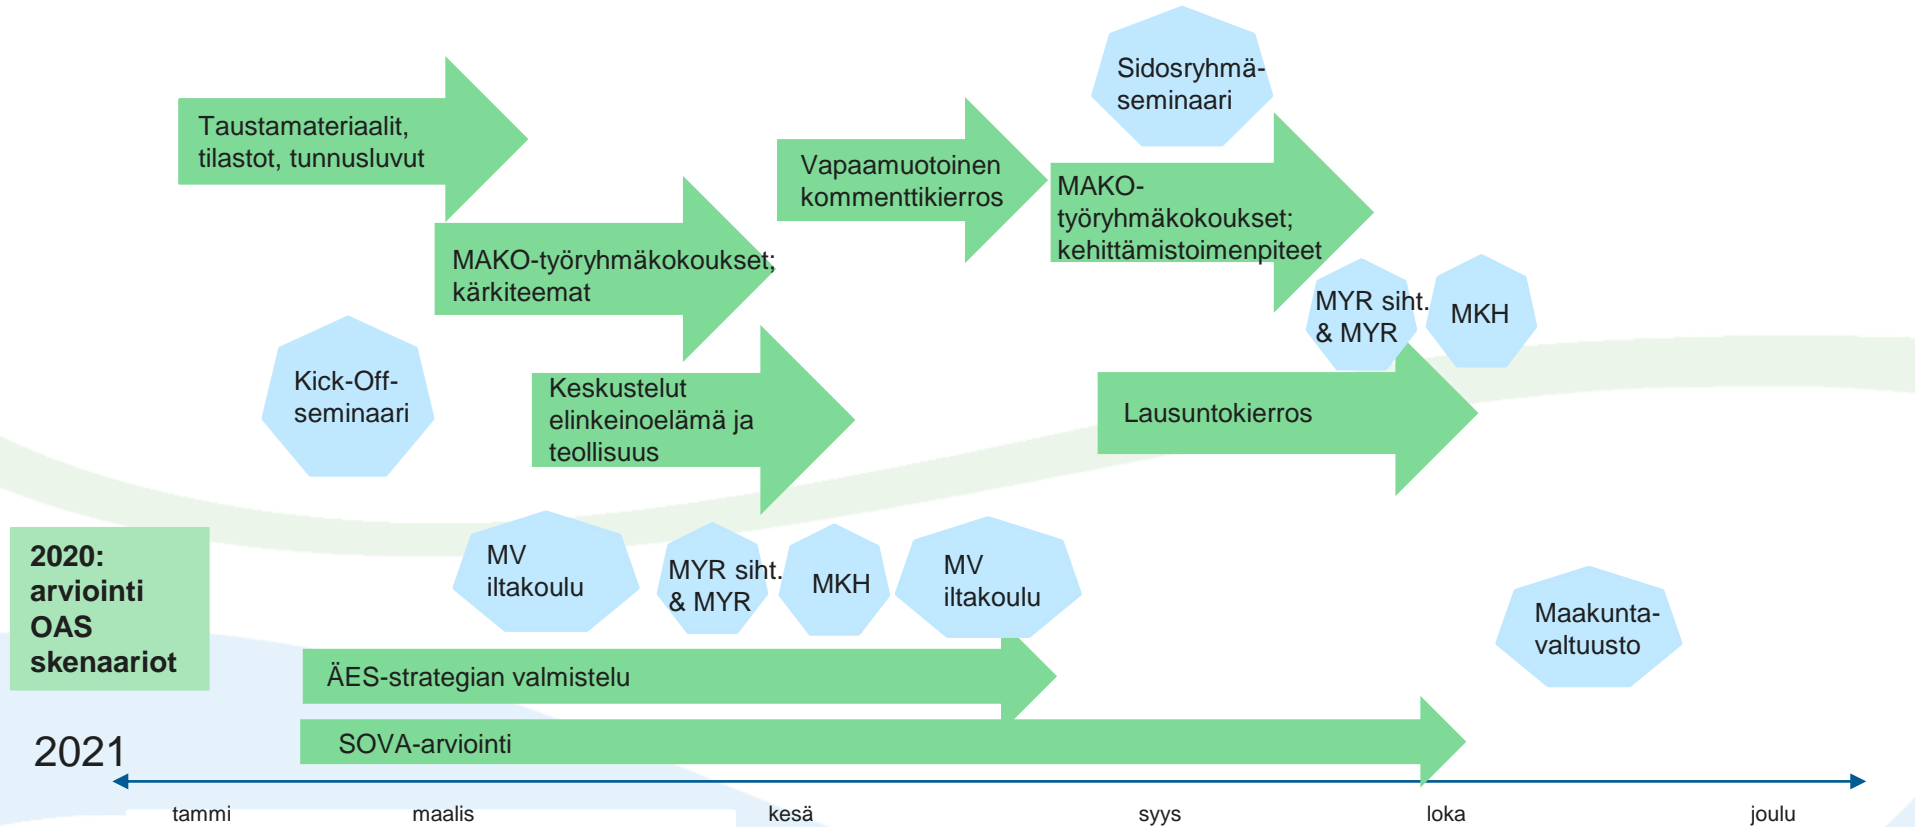 Sidosryhmä-
seminaari
Taustamateriaalit,
tilastot, tunnusluvut
Vapaamuotoinen
kommenttikierros
MAKO-
työryhmäkokoukset;
kehittämistoimenpiteet
MAKO-työryhmäkokoukset;
kärkiteemat
MYR siht.
& MYR
MKH
Kick-Off-
seminaari
Keskustelut
elinkeinoelämä ja
teollisuus
Lausuntokierros
2020:
arviointi
OAS
skenaariot
MV
iltakoulu
MYR siht.
& MYR
MKH
MV
iltakoulu
Maakunta-
valtuusto
ÄES-strategian valmistelu
SOVA-arviointi
2021
tammi
maalis
kesä
syys
loka
joulu